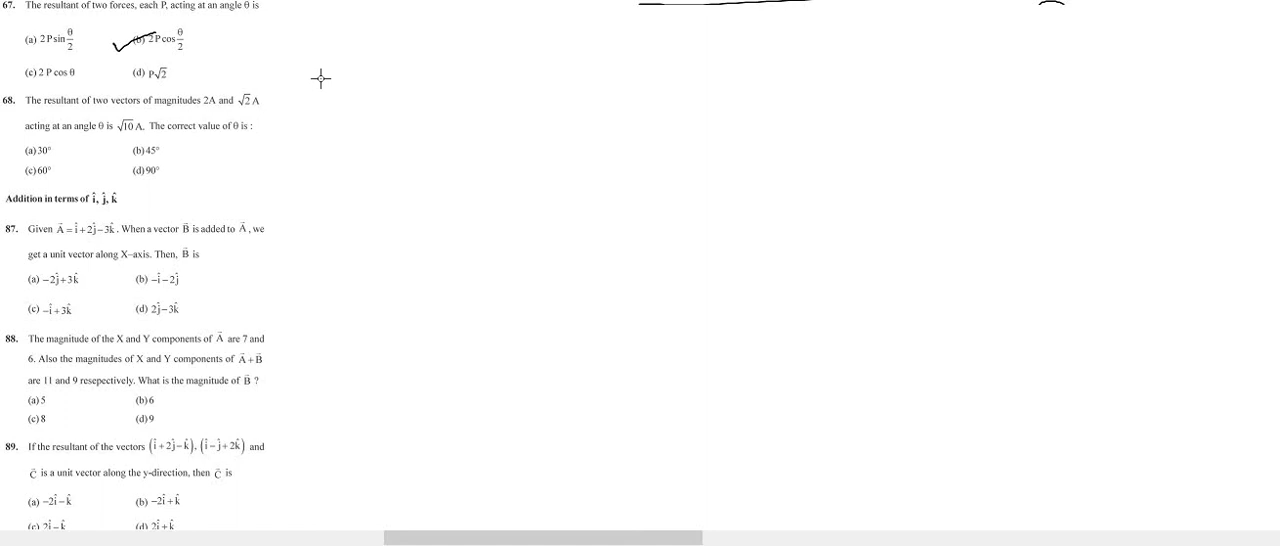 67. The resultant of two forces, each P, acting at an angle θ is
(a) 2 P sin θ/2 (b) 2 P cos θ/2
(c) 2 P cos θ (d) P√2
68. The resultant of two vectors of magnitudes 2A and √2 A
acting at an angle θ is √10 A. The correct value of θ is :
(a) 30° (b) 45°
(c) 60° (d) 90°
Addition in terms of î, ĵ, k̂
87. Given A⃗ = î + 2ĵ – 3k̂. When a vector B⃗ is added to A⃗, we
get a unit vector along X–axis. Then, B⃗ is
(a) –2ĵ + 3k̂ (b) –î – 2ĵ
(c) –î + 3k̂ (d) 2ĵ – 3k̂
88. The magnitude of the X and Y components of A⃗ are 7 and
6. Also the magnitudes of X and Y components of A⃗ + B⃗
are 11 and 9 resepectively. What is the magnitude of B⃗ ?
(a) 5 (b) 6
(c) 8 (d) 9
89. If the resultant of the vectors (î + 2ĵ – k̂), (î – ĵ + 2k̂) and
C⃗ is a unit vector along the y-direction, then C⃗ is
(a) –2î – k̂ (b) –2î + k̂
(c) 2î – k̂ (d) 2î + k̂